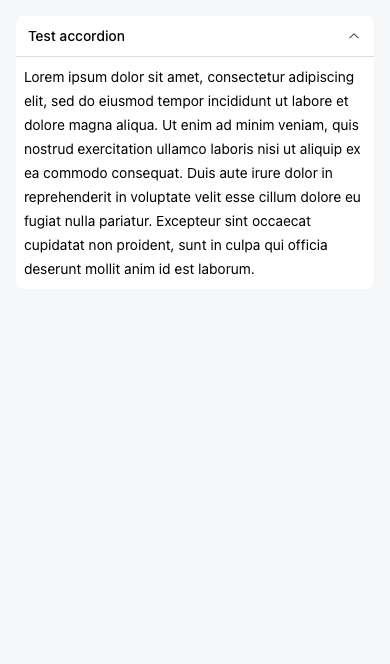 Test accordion
Lorem ipsum dolor sit amet, consectetur adipiscing
elit, sed do eiusmod tempor incididunt ut labore et
dolore magna aliqua. Ut enim ad minim veniam, quis
nostrud exercitation ullamco laboris nisi ut aliquip ex
ea commodo consequat. Duis aute irure dolor in
reprehenderit in voluptate velit esse cillum dolore eu
fugiat nulla pariatur. Excepteur sint occaecat
cupidatat non proident, sunt in culpa qui officia
deserunt mollit anim id est laborum.